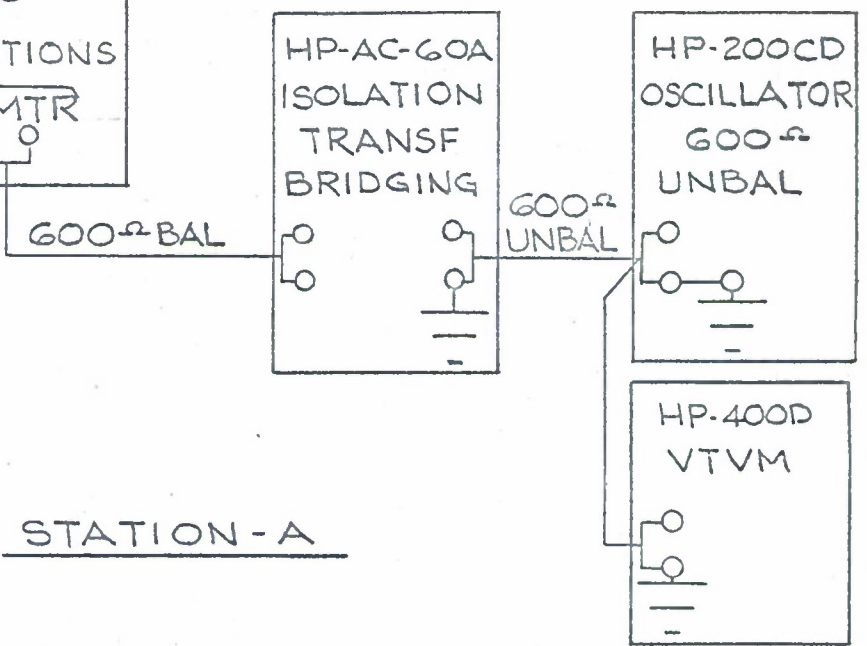 TIONS
MTR
600Ω BAL
HP-AC-60A
ISOLATION
TRANSF
BRIDGING
600Ω
UNBAL
HP-200CD
OSCILLATOR
600Ω
UNBAL
HP-400D
VTVM
STATION-A